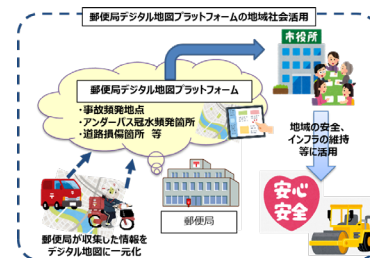 郵便局デジタル地図プラットフォームの地域社会活用
市役所
郵便局デジタル地図プラットフォーム
・事故頻発地点
・アンダーパス冠水頻発箇所
・道路損傷箇所 等
地域の安全、
インフラの維持
等に活用
安心
安全
郵便局
郵便局が収集した情報を
デジタル地図に一元化